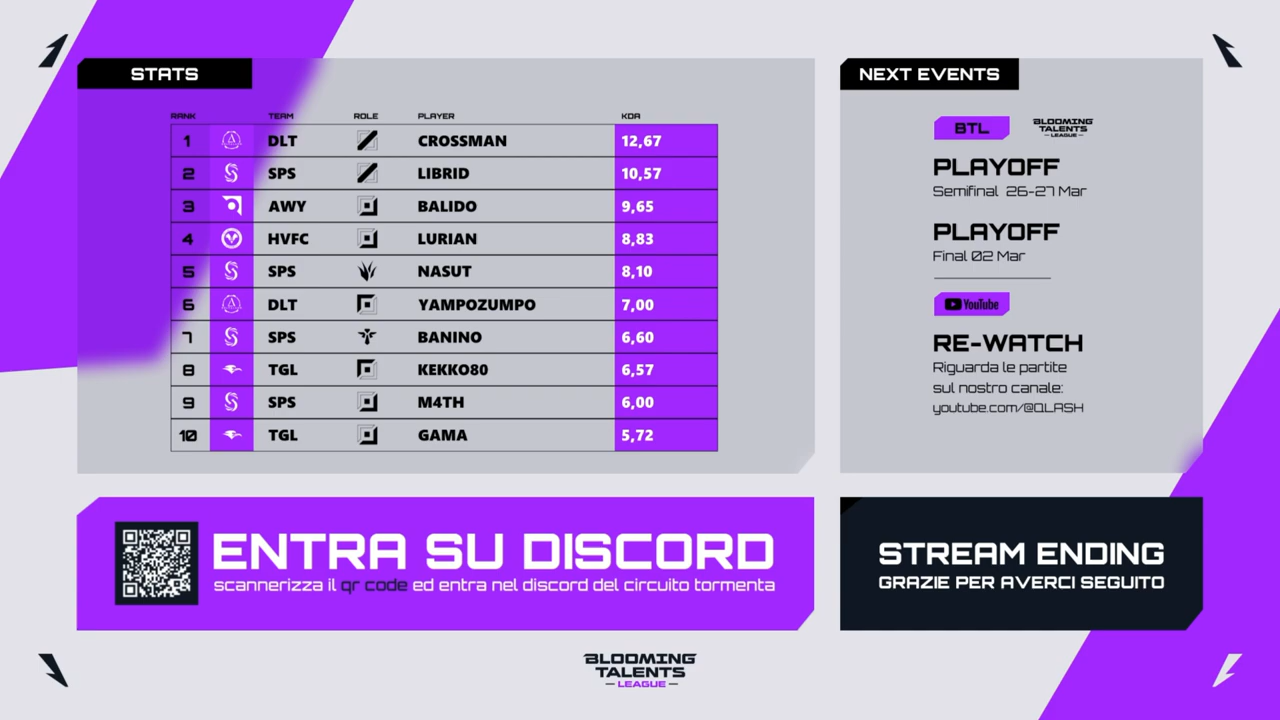 STATS
RANK TEAM ROLE PLAYER KDA
1 DLT CROSSMAN 12,67
2 SPS LIBRID 10,57
3 AWY BALIDO 9,65
4 HVFC LURIAN 8,83
5 SPS NASUT 8,10
6 DLT YAMPOZUMPO 7,00
7 SPS BANINO 6,60
8 TGL KEKKO80 6,57
9 SPS M4TH 6,00
10 TGL GAMA 5,72
NEXT EVENTS
BTL
BLOOMING
TALENTS
LEAGUE
PLAYOFF
Semifinal 26-27 Mar
PLAYOFF
Final 02 Mar
YouTube
RE-WATCH
Riguarda le partite
sul nostro canale:
youtube.com/@QLASH
ENTRA SU DISCORD
scannerizza il qr code ed entra nel discord del circuito tormenta
STREAM ENDING
GRAZIE PER AVERCI SEGUITO
BLOOMING
TALENTS
LEAGUE